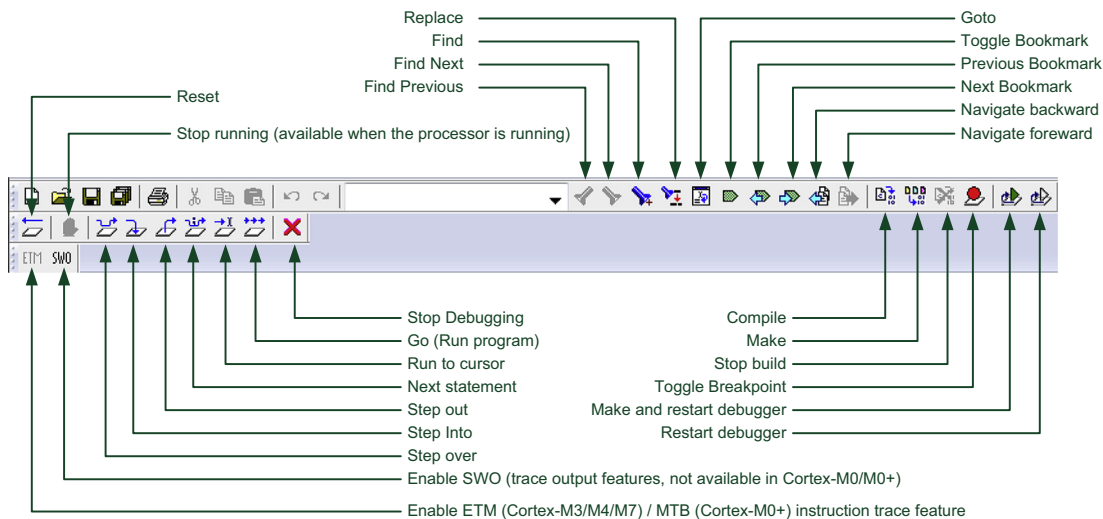 Replace
Find
Find Next
Find Previous
Goto
Toggle Bookmark
Previous Bookmark
Next Bookmark
Navigate backward
Navigate foreward
Reset
Stop running (available when the processor is running)
ETM SWO
Stop Debugging
Go (Run program)
Run to cursor
Next statement
Step out
Step Into
Step over
Enable SWO (trace output features, not available in Cortex-M0/M0+)
Enable ETM (Cortex-M3/M4/M7) / MTB (Cortex-M0+) instruction trace feature
Compile
Make
Stop build
Toggle Breakpoint
Make and restart debugger
Restart debugger